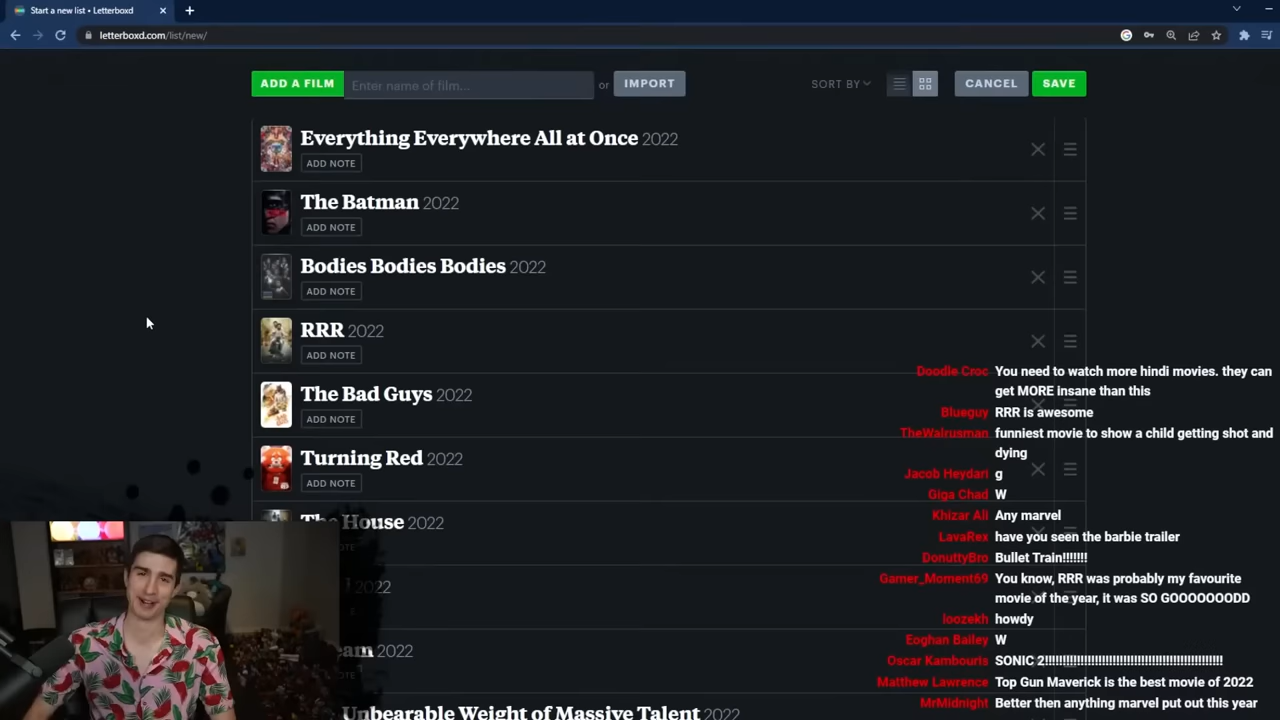 Start a new list • Letterboxd
letterboxd.com/list/new/
ADD A FILM Enter name of film... or IMPORT SORT BY CANCEL SAVE
Everything Everywhere All at Once 2022
ADD NOTE
The Batman 2022
ADD NOTE
Bodies Bodies Bodies 2022
ADD NOTE
RRR 2022
ADD NOTE
The Bad Guys 2022
ADD NOTE
Turning Red 2022
ADD NOTE
The House 2022
2022
2022
Unbearable Weight of Massive Talent 2022
Doodle Croc You need to watch more hindi movies. they can
get MORE insane than this
Blueguy RRR is awesome
TheWalrusman funniest movie to show a child getting shot and
dying
Jacob Heydari g
Giga Chad W
Khizar Ali Any marvel
LavaRex have you seen the barbie trailer
DonuttyBro Bullet Train!!!!!!!
Gamer_Moment69 You know, RRR was probably my favourite
movie of the year, it was SO GOOOOOOODD
loozekh howdy
Eoghan Bailey W
Oscar Kambouris SONIC 2!!!!!!!!!!!!!!!!!!!!!!!!!!!!!!!!!!!!!!!!!!!!!!!!!!
Matthew Lawrence Top Gun Maverick is the best movie of 2022
MrMidnight Better then anything marvel put out this year